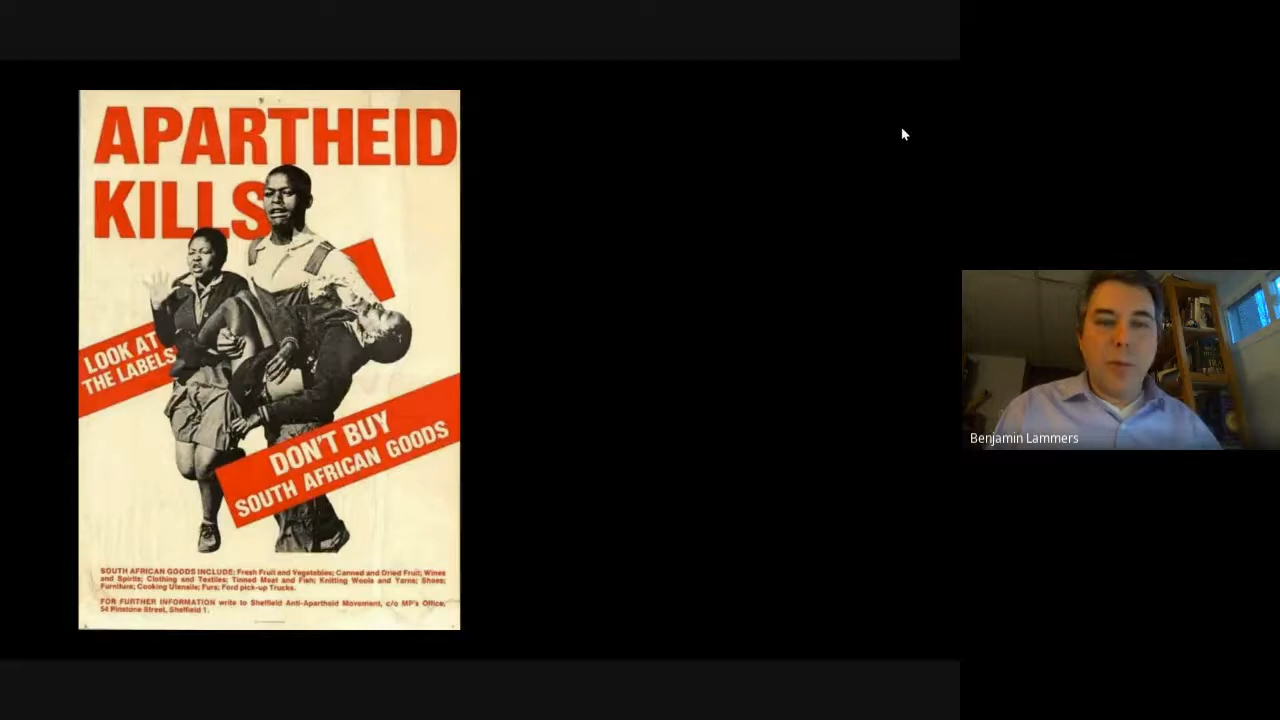 APARTHEID
KILLS
LOOK AT
THE LABELS
DON'T BUY
SOUTH AFRICAN GOODS
SOUTH AFRICAN GOODS INCLUDE: Fresh Fruit and Vegetables; Canned and Dried Fruit; Wines
and Spirits; Clothing and Textiles; Tinned Meat and Fish; Knitting Wools and Yarns; Shoes;
Furniture; Cooking Utensils; Furs; Ford pick-up Trucks.
FOR FURTHER INFORMATION write to Sheffield Anti-Apartheid Movement, c/o MP's Office,
54 Pinstone Street, Sheffield 1.
Benjamin Lammers